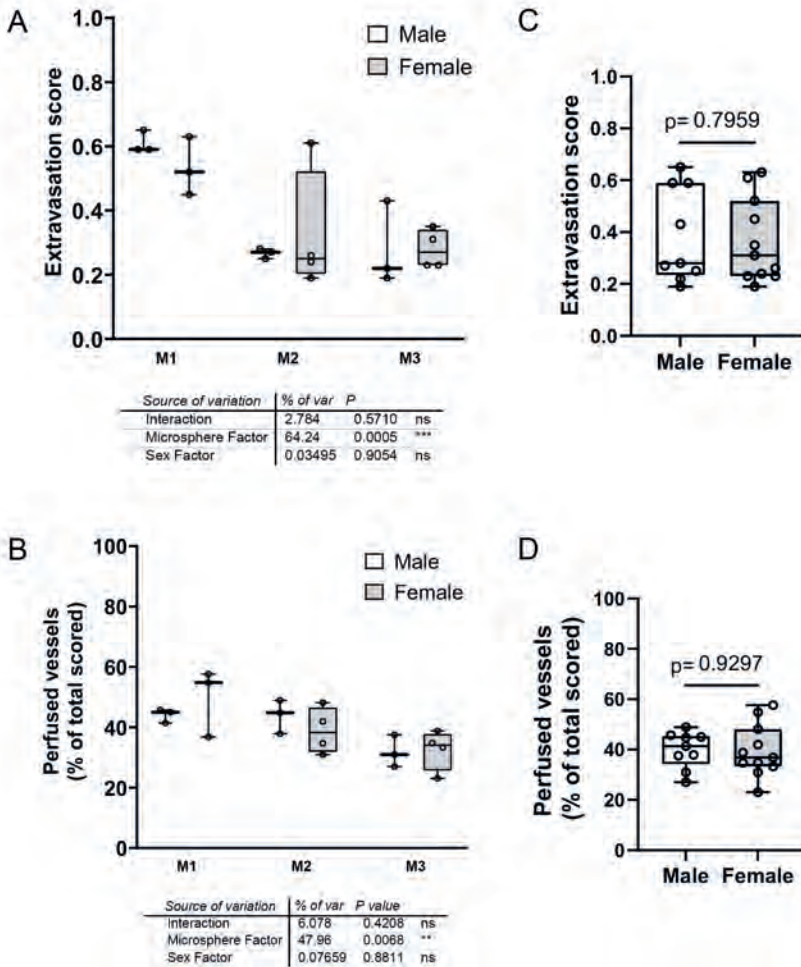 A
Extravasation score
1.0
0.8
0.6
0.4
0.2
0.0
Male
Female
M1 M2 M3
Source of variation % of var P
Interaction 2.784 0.5710 ns
Microsphere Factor 64.24 0.0005 ***
Sex Factor 0.03495 0.9054 ns
C
Extravasation score
1.0
0.8
0.6
0.4
0.2
0.0
p= 0.7959
Male Female
B
Perfused vessels
(% of total scored)
100
80
60
40
20
0
Male
Female
M1 M2 M3
Source of variation % of var P value
Interaction 6.078 0.4208 ns
Microsphere Factor 47.96 0.0068 **
Sex Factor 0.07659 0.8811 ns
D
Perfused vessels
(% of total scored)
100
80
60
40
20
0
p= 0.9297
Male Female